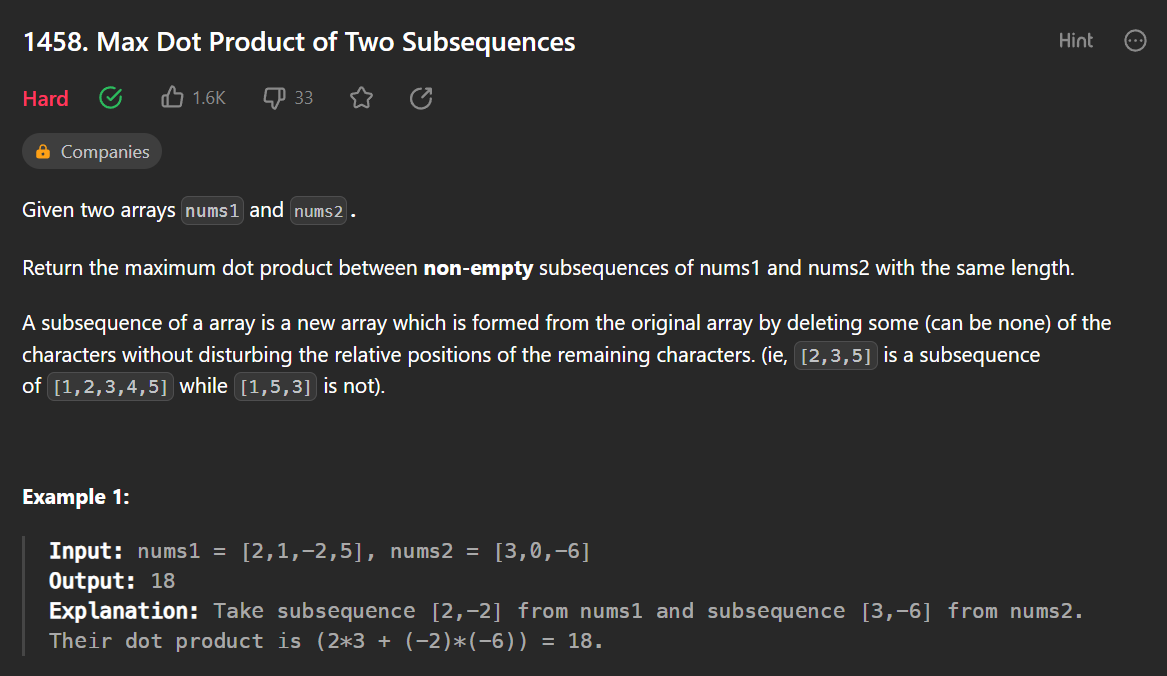 1458. Max Dot Product of Two Subsequences
Hint
Hard
1.6K
33
Companies
Given two arrays nums1 and nums2.
Return the maximum dot product between non-empty subsequences of nums1 and nums2 with the same length.
A subsequence of a array is a new array which is formed from the original array by deleting some (can be none) of the
characters without disturbing the relative positions of the remaining characters. (ie, [2,3,5] is a subsequence
of [1,2,3,4,5] while [1,5,3] is not).
Example 1:
Input: nums1 = [2,1,-2,5], nums2 = [3,0,-6]
Output: 18
Explanation: Take subsequence [2,-2] from nums1 and subsequence [3,-6] from nums2.
Their dot product is (2*3 + (-2)*(-6)) = 18.